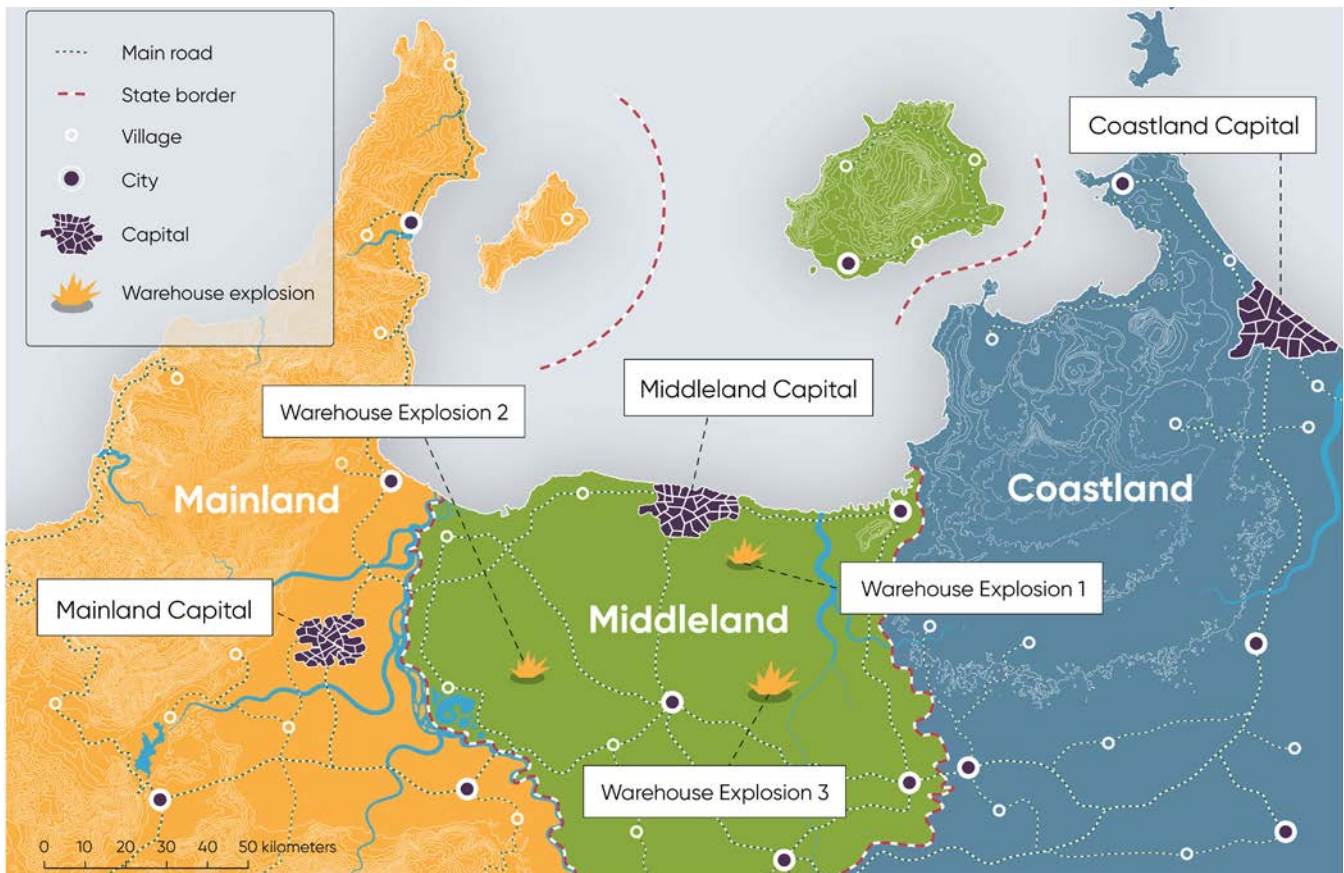 Main road
State border
Village
City
Capital
Warehouse explosion
Coastland Capital
Middleland Capital
Warehouse Explosion 2
Mainland
Coastland
Mainland Capital
Warehouse Explosion 1
Middleland
Warehouse Explosion 3
0 10 20 30 40 50 kilometers